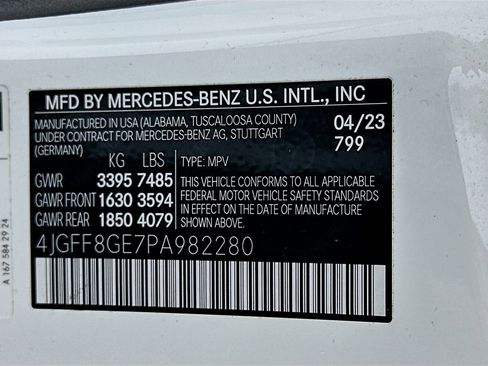 MFD BY MERCEDES-BENZ U.S. INTL., INC
MANUFACTURED IN USA (ALABAMA, TUSCALOOSA COUNTY)
UNDER CONTRACT FOR MERCEDES-BENZ AG, STUTTGART
(GERMANY)
04/23
799
KG LBS
GVWR 3395 7485
GAWR FRONT 1630 3594
GAWR REAR 1850 4079
TYPE: MPV
THIS VEHICLE CONFORMS TO ALL APPLICABLE
FEDERAL MOTOR VEHICLE SAFETY STANDARDS
IN EFFECT ON THE DATE OF MANUFACTURE
SHOWN ABOVE.
4JGFF8GE7PA982280
A 167 584 29 24